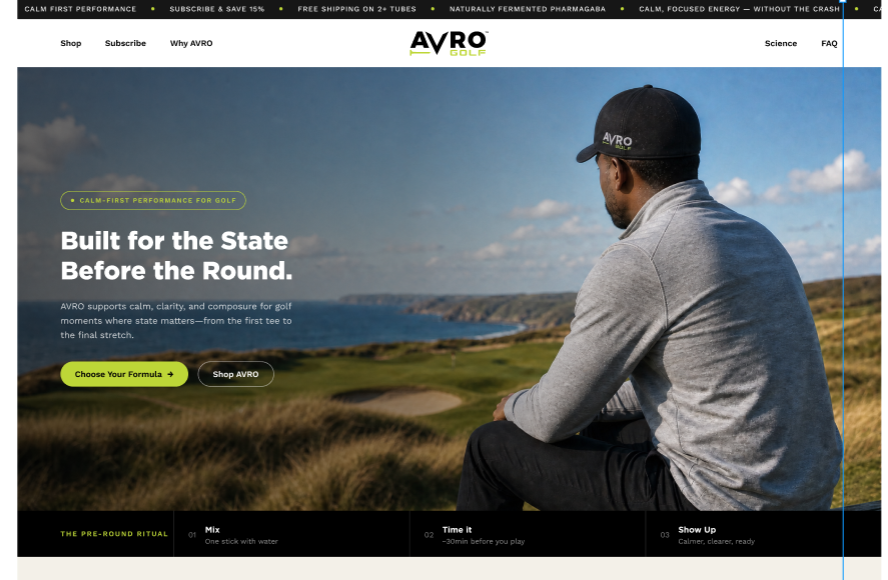 CALM FIRST PERFORMANCE • SUBSCRIBE & SAVE 15% • FREE SHIPPING ON 2+ TUBES • NATURALLY FERMENTED PHARMAGABA • CALM, FOCUSED ENERGY — WITHOUT THE CRASH • CA
Shop Subscribe Why AVRO AVRO™ GOLF Science FAQ
AVRO
GOLF
• CALM-FIRST PERFORMANCE FOR GOLF
Built for the State
Before the Round.
AVRO supports calm, clarity, and composure for golf
moments where state matters—from the first tee to
the final stretch.
Choose Your Formula → Shop AVRO
THE PRE-ROUND RITUAL
01 Mix
One stick with water
02 Time it
~30min before you play
03 Show Up
Calmer, clearer, ready